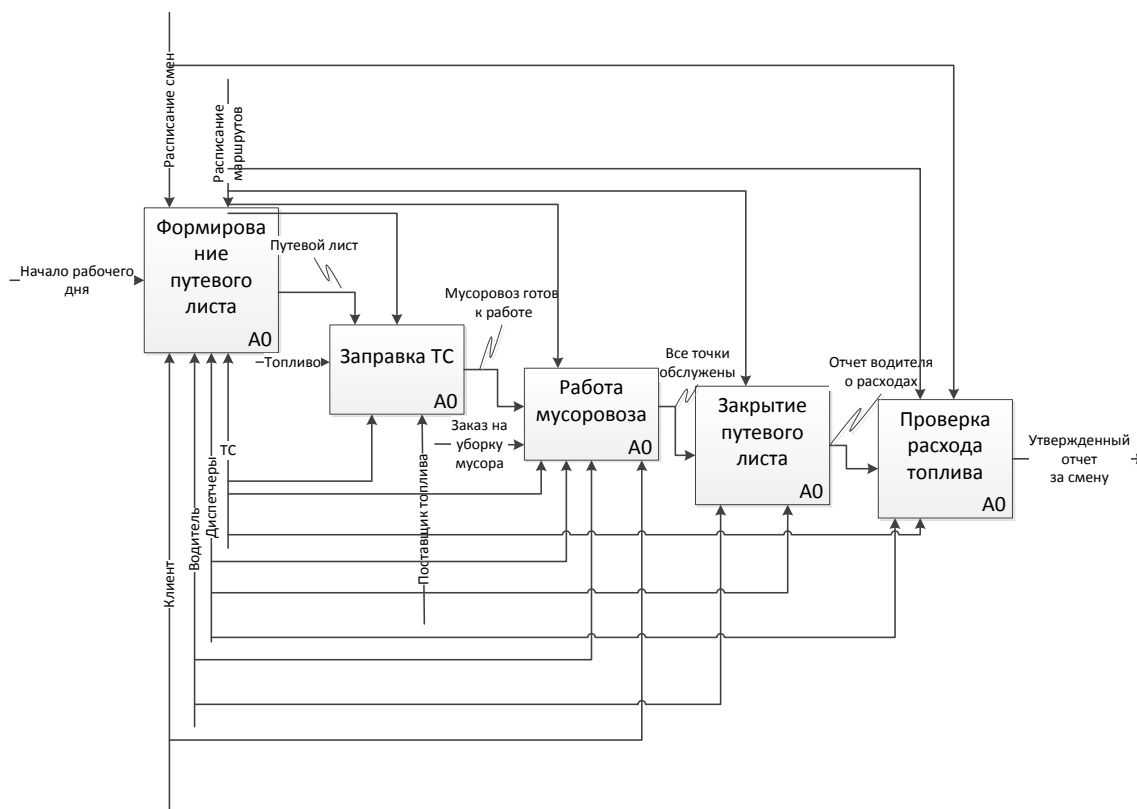 Расписание смен
Расписание
маршрутов
Формирова
ние
путевого
листа
A0
Начало рабочего
дня
Путевой лист
Мусоровоз готов
к работе
Заправка ТС
A0
Топливо
Все точки
обслужены
Отчет водителя
о расходах
Работа
мусоровоза
A0
Заказ на
уборку
мусора
Закрытие
путевого
листа
A0
Проверка
расхода
топлива
A0
Утвержденный
отчет
за смену
ТС
Диспетчеры
Водитель
Клиент
Поставщик топлива